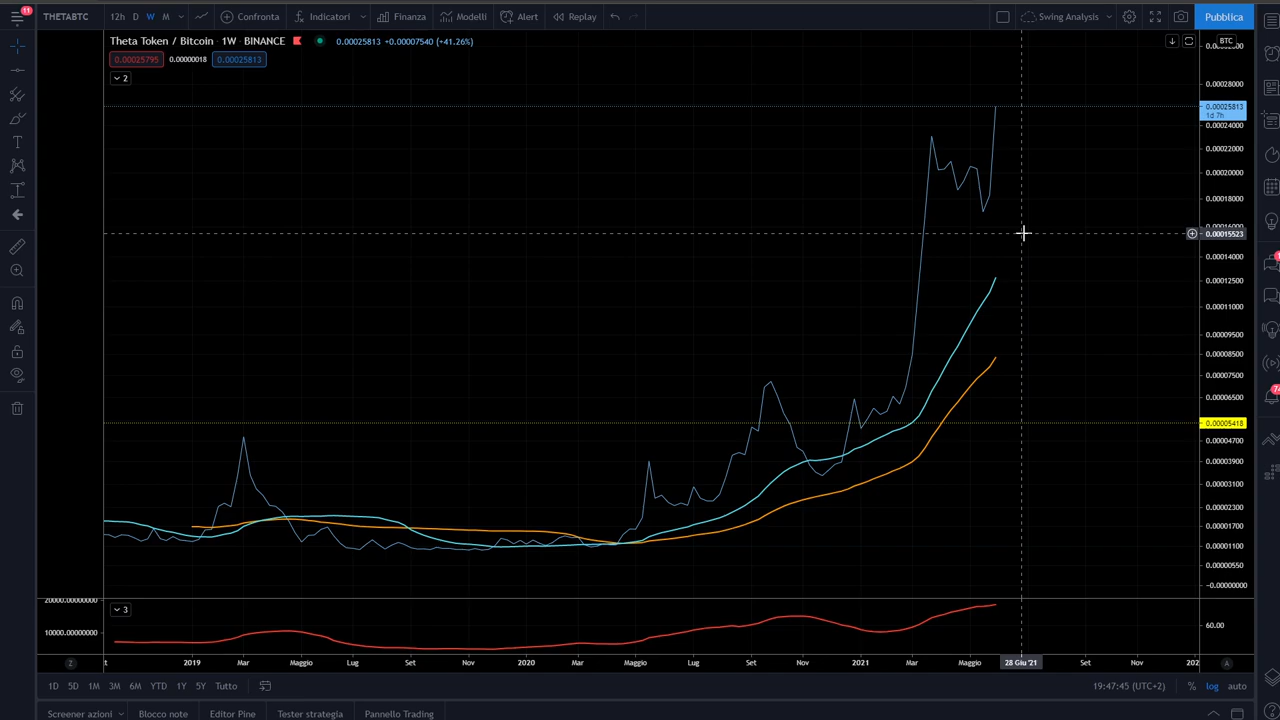 11
THETABTC
12h D W M
Confronta
Indicatori
Finanza
Modelli
Alert
Replay
Swing Analysis
Pubblica
Theta Token / Bitcoin · 1W · BINANCE
0.00025813 +0.00007540 (+41.26%)
BTC
0.00025795 0.00000018 0.00025813
2
0.00028000
0.00025813
1d 7h
0.00024000
0.00022000
0.00020000
0.00018000
0.00015523
0.00014000
0.00012500
0.00011000
0.00009500
0.00008500
0.00007500
0.00006500
0.00005418
0.00004700
0.00003900
0.00003100
0.00002300
0.00001700
0.00001100
0.00000550
−0.00000000
3
60.00
10000.00000000
Z
2019 Mar Maggio Lug Set Nov 2020 Mar Maggio Lug Set Nov 2021 Mar Maggio 28 Giu '21 Set Nov
A
1D 5D 1M 3M 6M YTD 1Y 5Y Tutto
19:47:45 (UTC+2)
% log auto
Screener azioni
Blocco note
Editor Pine
Tester strategia
Pannello Trading